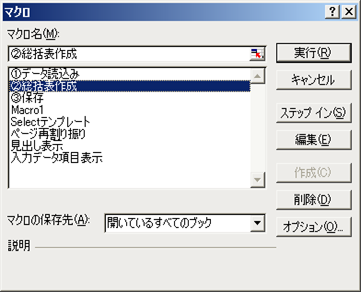 マクロ
マクロ名(M):
②総括表作成
①データ読込み
②総括表作成
③保存
Macro1
Selectテンプレート
ページ再割り振り
見出し表示
入力データ項目表示
マクロの保存先(A):
開いているすべてのブック
説明
実行(R)
キャンセル
ステップ イン(S)
編集(E)
作成(C)
削除(D)
オプション(O)...